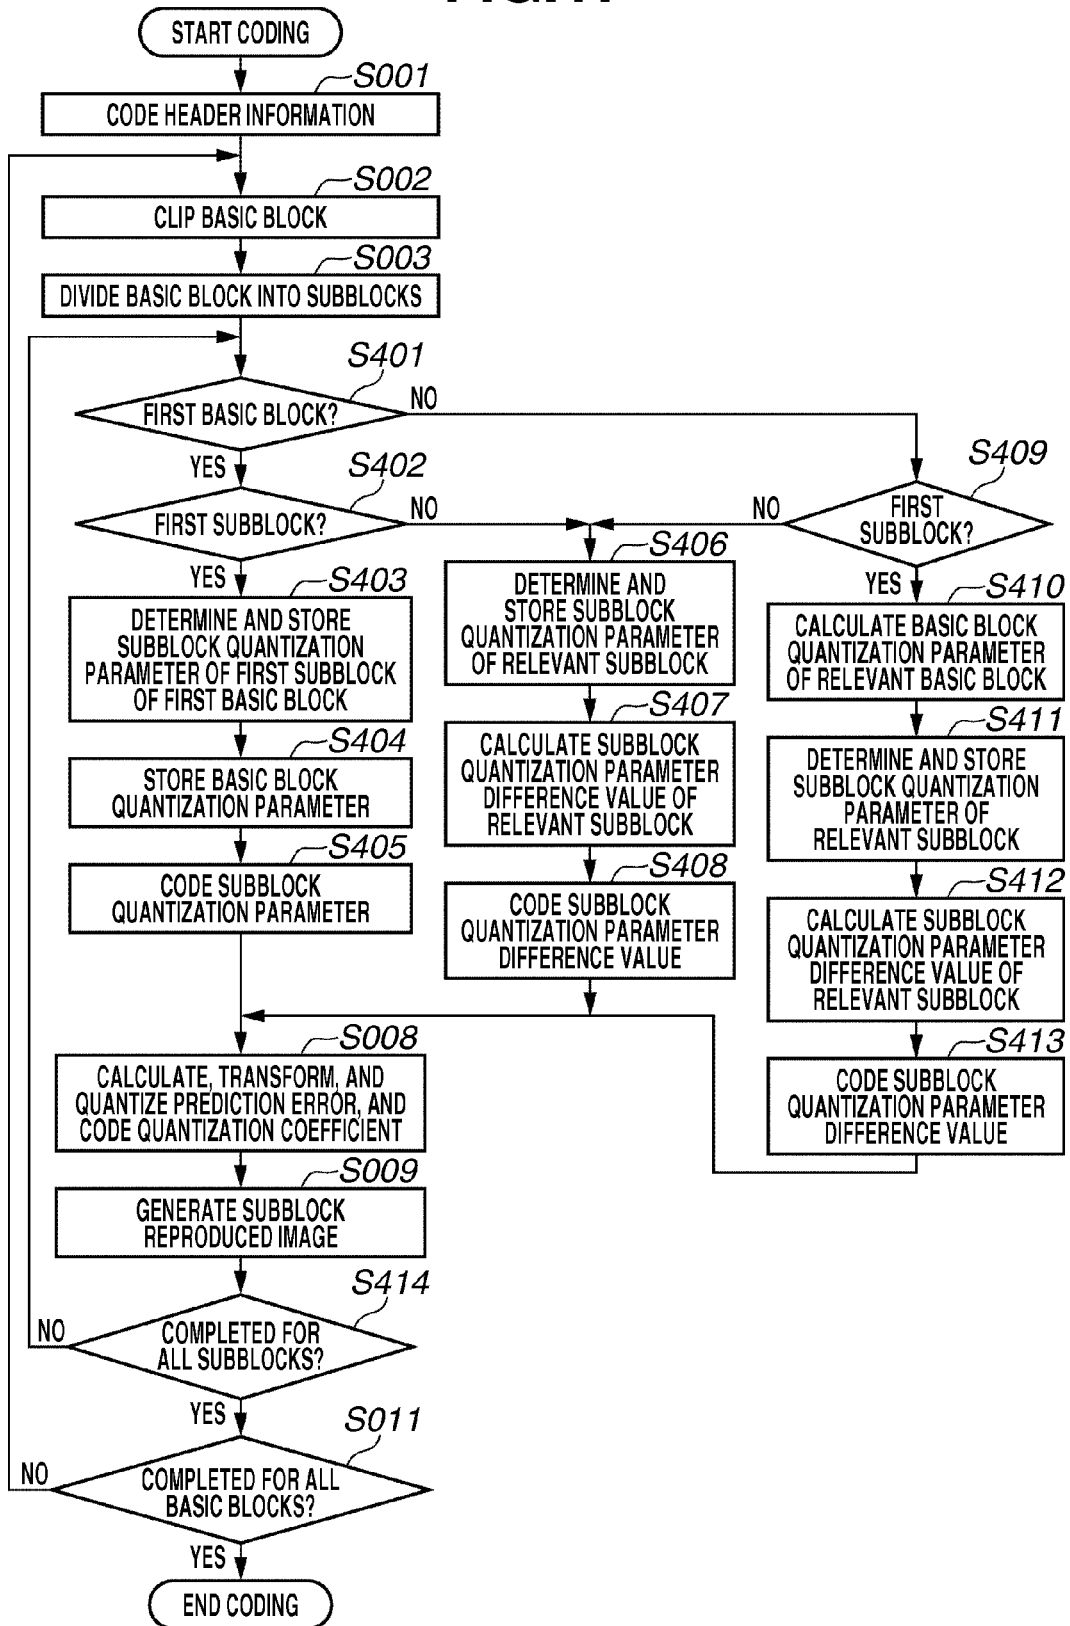 START CODING
S001
CODE HEADER INFORMATION
S002
CLIP BASIC BLOCK
S003
DIVIDE BASIC BLOCK INTO SUBBLOCKS
S401
FIRST BASIC BLOCK?
NO
YES
S402
FIRST SUBBLOCK?
NO
YES
S403
DETERMINE AND STORE
SUBBLOCK QUANTIZATION
PARAMETER OF FIRST SUBBLOCK
OF FIRST BASIC BLOCK
S404
STORE BASIC BLOCK
QUANTIZATION PARAMETER
S405
CODE SUBBLOCK
QUANTIZATION PARAMETER
S406
DETERMINE AND
STORE SUBBLOCK
QUANTIZATION PARAMETER
OF RELEVANT SUBBLOCK
S407
CALCULATE SUBBLOCK
QUANTIZATION PARAMETER
DIFFERENCE VALUE OF
RELEVANT SUBBLOCK
S408
CODE SUBBLOCK
QUANTIZATION PARAMETER
DIFFERENCE VALUE
S409
FIRST
SUBBLOCK?
NO
YES
S410
CALCULATE BASIC BLOCK
QUANTIZATION PARAMETER
OF RELEVANT BASIC BLOCK
S411
DETERMINE AND STORE
SUBBLOCK QUANTIZATION
PARAMETER OF
RELEVANT SUBBLOCK
S412
CALCULATE SUBBLOCK
QUANTIZATION PARAMETER
DIFFERENCE VALUE OF
RELEVANT SUBBLOCK
S413
CODE SUBBLOCK
QUANTIZATION PARAMETER
DIFFERENCE VALUE
S008
CALCULATE, TRANSFORM, AND
QUANTIZE PREDICTION ERROR, AND
CODE QUANTIZATION COEFFICIENT
S009
GENERATE SUBBLOCK
REPRODUCED IMAGE
S414
COMPLETED FOR
ALL SUBBLOCKS?
NO
YES
S011
COMPLETED FOR ALL
BASIC BLOCKS?
NO
YES
END CODING